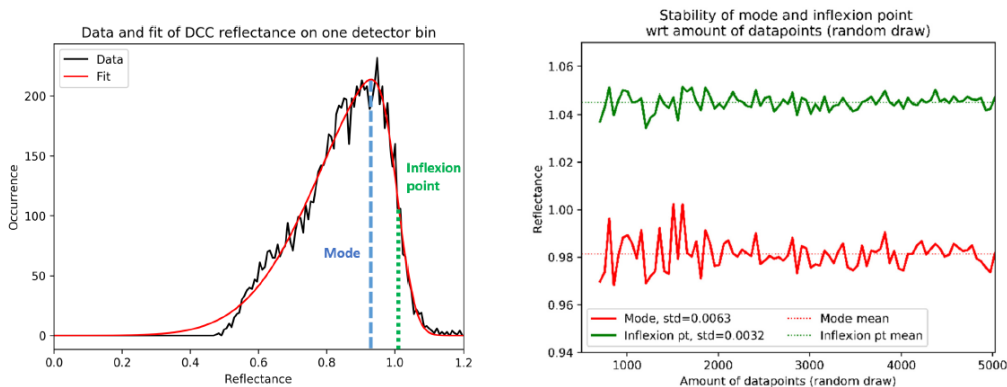 Data and fit of DCC reflectance on one detector bin
Data
Fit
200
150
100
50
0
Occurrence
Inflexion
point
Mode
0.0 0.2 0.4 0.6 0.8 1.0 1.2
Reflectance
Stability of mode and inflexion point
wrt amount of datapoints (random draw)
1.06
1.04
1.02
1.00
0.98
0.96
0.94
Reflectance
Mode, std=0.0063 Mode mean
Inflexion pt, std=0.0032 Inflexion pt mean
1000 2000 3000 4000 5000
Amount of datapoints (random draw)